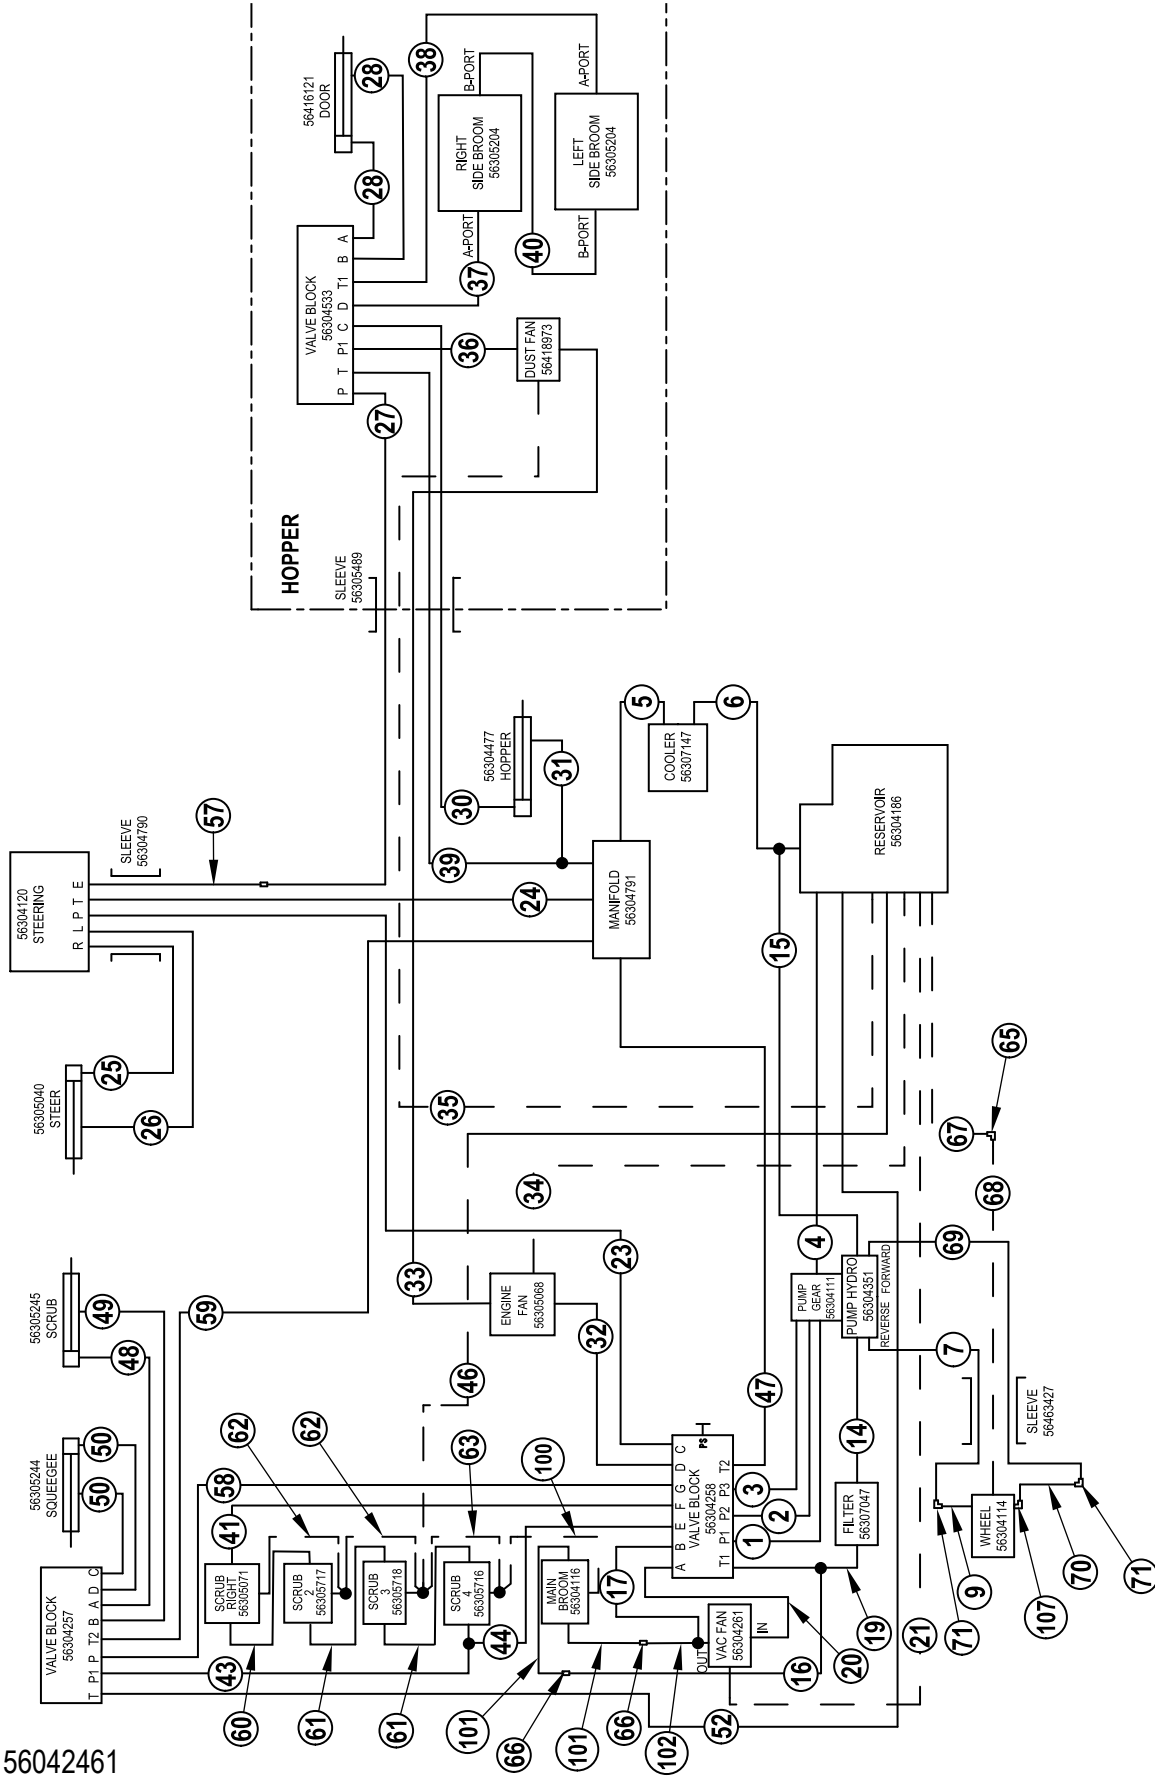 56042461
VALVE BLOCK
56304257
T P1 P T2 B A D C
56305244
SQUEEGEE
50
50
56305245
SCRUB
48
49
56305040
STEER
26
25
56304120
STEERING
R L P T E
SLEEVE
56304790
57
43
41
58
59
60
61
61
62
62
63
100
SCRUB
RIGHT
56305071
SCRUB
2
56305717
SCRUB
3
56305718
SCRUB
4
56305716
44
MAIN
BROOM
56304116
17
101
66
101
66
102
OUT
VAC FAN
56304261
IN
16
20
19
52
A B E F G D C
VALVE BLOCK
56304258
T1 P1 P2 P3 T2
PS
1
2
3
47
46
32
33
23
ENGINE
FAN
56305068
34
35
24
39
30
31
56304477
HOPPER
MANIFOLD
56304791
5
6
COOLER
56307147
15
RESERVOIR
56304186
4
PUMP
GEAR
56304111
PUMP HYDRO
56304351
REVERSE FORWARD
14
FILTER
56307047
7
69
SLEEVE
56463427
WHEEL
56304114
21
71
9
107
70
71
67
68
65
HOPPER
SLEEVE
56305489
VALVE BLOCK
56304533
P T P1 C D T1 B A
27
36
37
38
28
28
56416121
DOOR
DUST FAN
56418973
A-PORT
RIGHT
SIDE BROOM
56305204
B-PORT
40
B-PORT
LEFT
SIDE BROOM
56305204
A-PORT